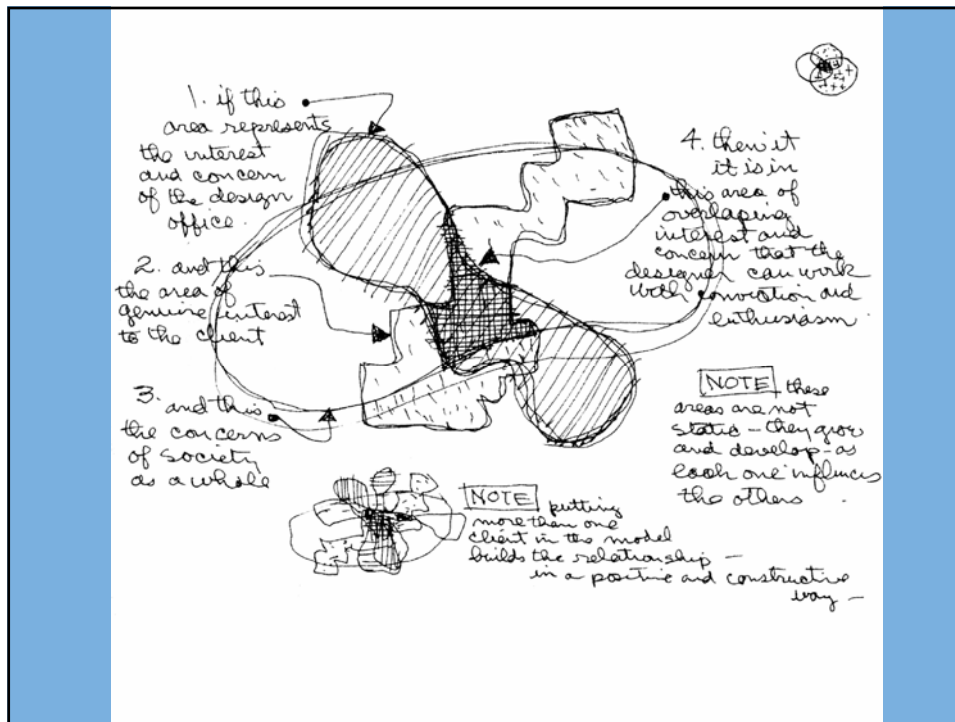 1. if this
area represents
the interest
and concern
of the design
office.
2. and this
the area of
genuine interest
to the client
3. and this
the concerns
of society
as a whole
4. then it
it is in
this area of
overlaping
interest and
concern that the
designer can work
with conviction and
enthusiasm
NOTE these
areas are not
static – they grow
and develop – as
each one influences
the others.
NOTE putting
more than one
client in the model
builds the relationship –
in a positive and constructive
way –